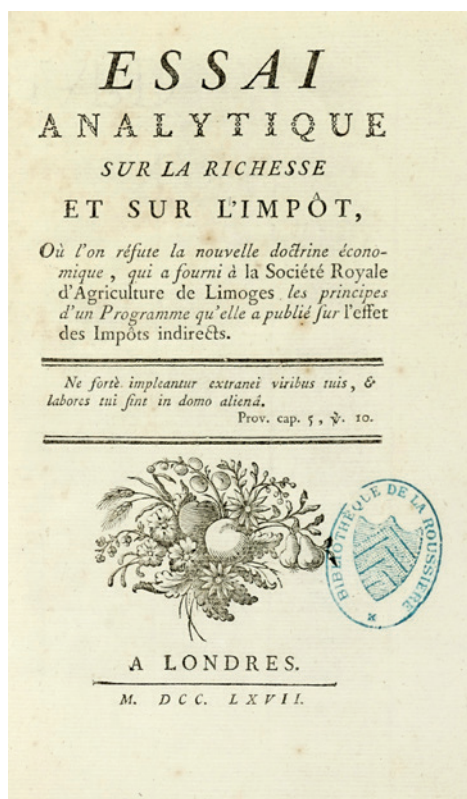 ESSAI
ANALYTIQUE
SUR LA RICHESSE
ET SUR L'IMPÔT,
Où l'on réfute la nouvelle doctrine écono-
mique, qui a fourni à la Société Royale
d'Agriculture de Limoges les principes
d'un Programme qu'elle a publié ſur l'effet
des Impôts indirects.
Ne fortè impleantur extranei viribus tuis, &
labores tui ſint in domo alienâ.
Prov. cap. 5, ℣. 10.
BIBLIOTHÈQUE DE LA ROUSSIÈRE
A LONDRES.
M. DCC. LXVII.